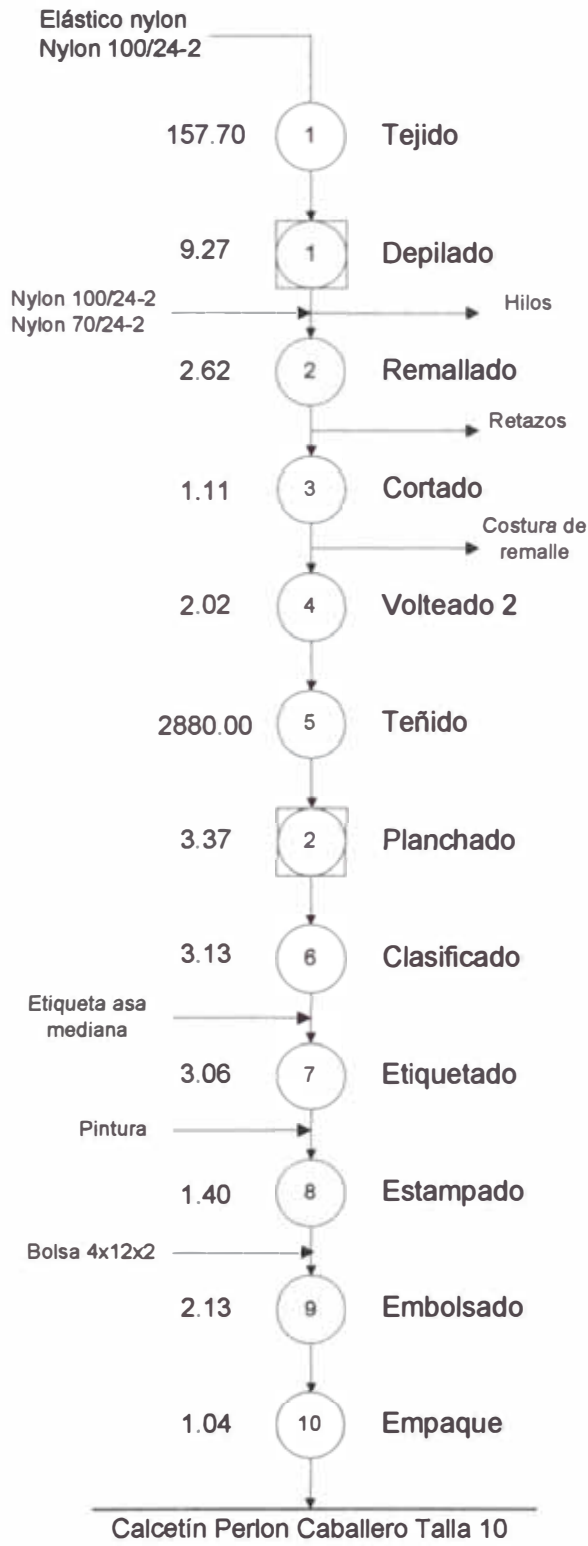 Elástico nylon
Nylon 100/24-2
157.70 1 Tejido
9.27 1 Depilado
Nylon 100/24-2
Nylon 70/24-2
Hilos
2.62 2 Remallado
Retazos
1.11 3 Cortado
Costura de
remalle
2.02 4 Volteado 2
2880.00 5 Teñido
3.37 2 Planchado
3.13 6 Clasificado
Etiqueta asa
mediana
3.06 7 Etiquetado
Pintura
1.40 8 Estampado
Bolsa 4x12x2
2.13 9 Embolsado
1.04 10 Empaque
Calcetín Perlon Caballero Talla 10